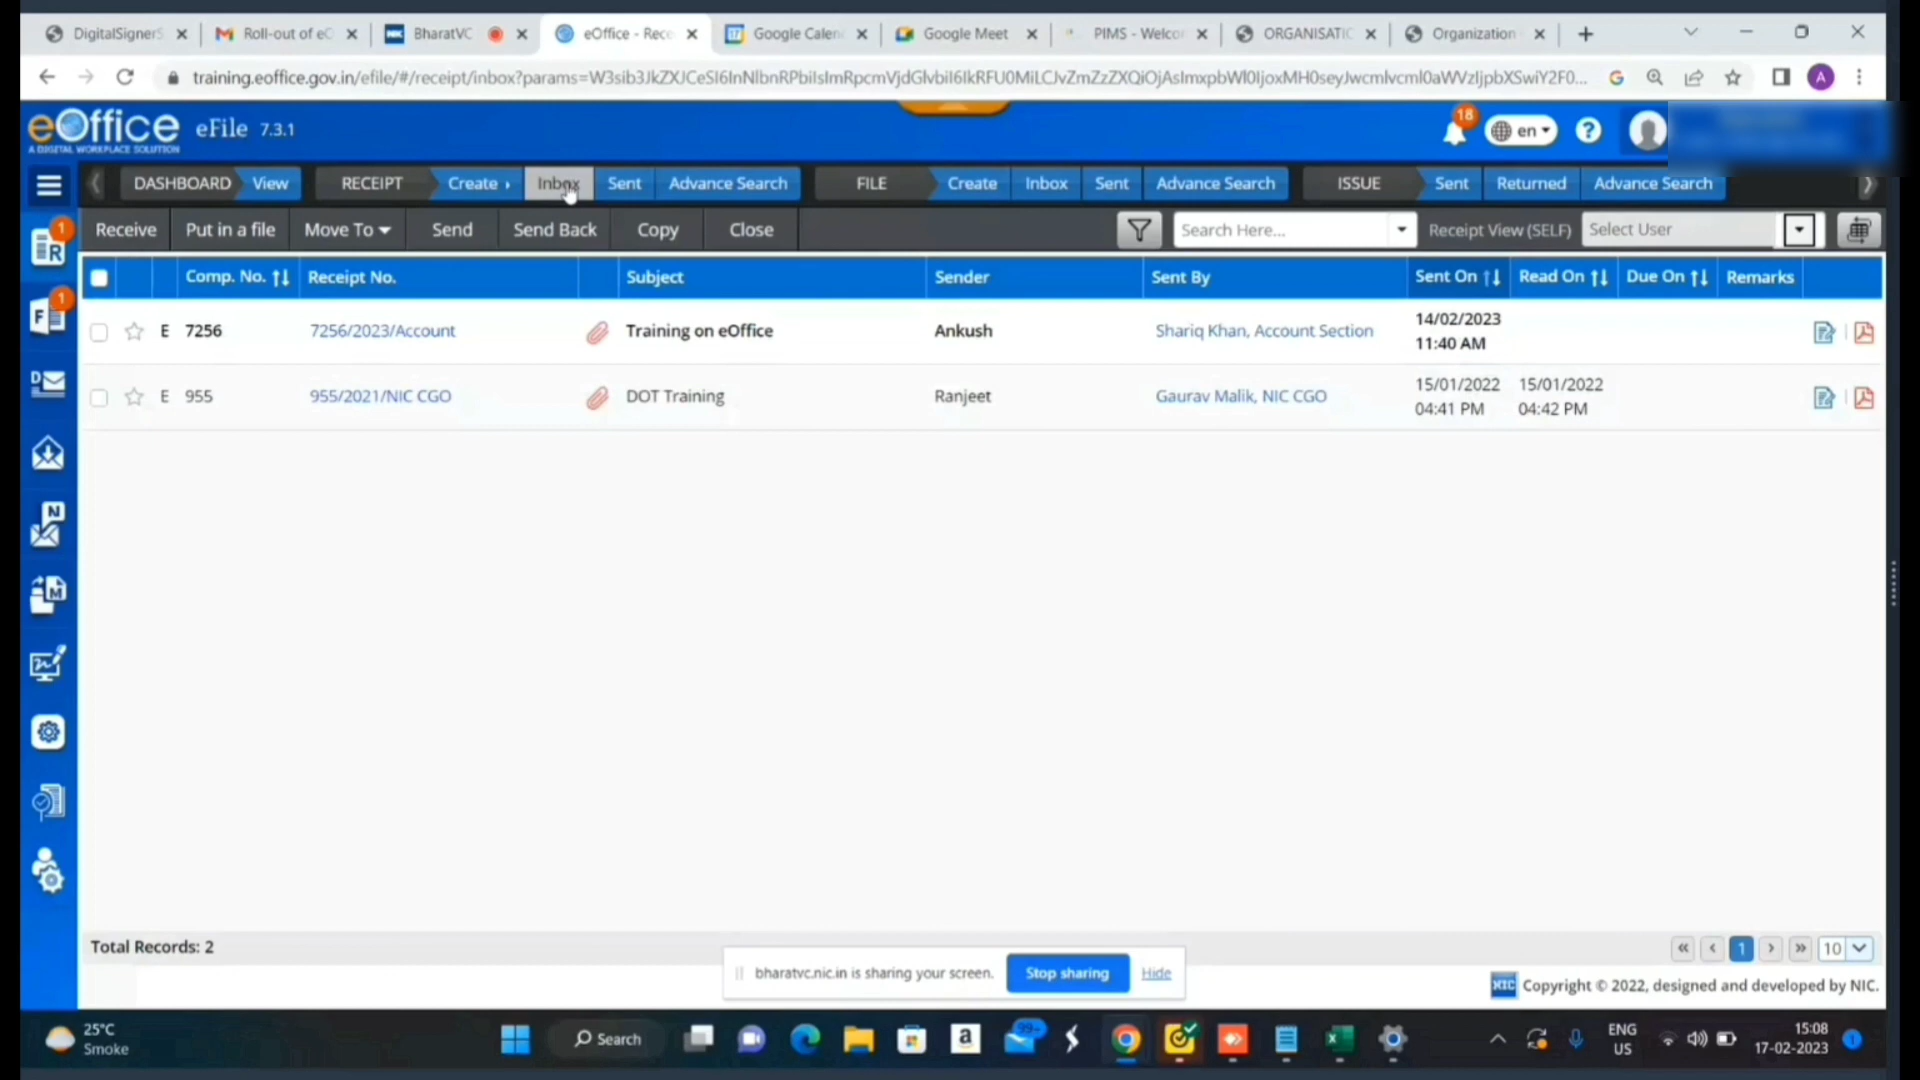 DigitalSignerS
Roll-out of eO
BharatVC
eOffice - Rece
Google Calen
Google Meet
PIMS - Welco
ORGANISATIO
Organization
training.eoffice.gov.in/efile/#/receipt/inbox?params=
A
eOffice eFile 7.3.1
A DIGITAL WORKPLACE SOLUTION
18
en
?
DASHBOARD View RECEIPT Create Inbox Sent Advance Search FILE Create Inbox Sent Advance Search ISSUE Sent Returned Advance Search
Receive Put in a file Move To Send Send Back Copy Close Search Here... Receipt View (SELF) Select User
Comp. No. Receipt No. Subject Sender Sent By Sent On Read On Due On Remarks
E 7256 7256/2023/Account Training on eOffice Ankush Shariq Khan, Account Section 14/02/2023
11:40 AM
E 955 955/2021/NIC CGO DOT Training Ranjeet Gaurav Malik, NIC CGO 15/01/2022 15/01/2022
04:41 PM 04:42 PM
1
R
1
F
D
N
M
Total Records: 2
« ‹ 1 › » 10
bharatvc.nic.in is sharing your screen. Stop sharing Hide
NIC Copyright © 2022, designed and developed by NIC.
25°C
Smoke
Search
a
99+
ENG
US
15:08
17-02-2023
1